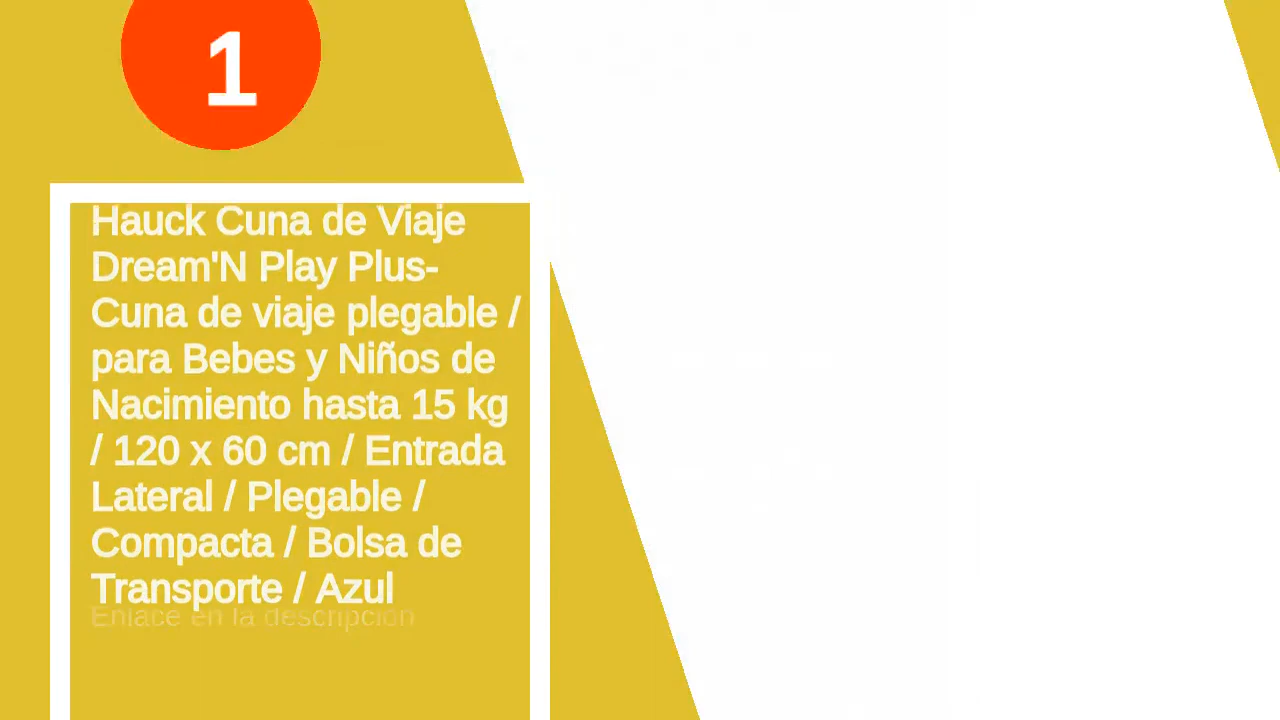 1
Hauck Cuna de Viaje
Dream'N Play Plus-
Cuna de viaje plegable /
para Bebes y Niños de
Nacimiento hasta 15 kg
/ 120 x 60 cm / Entrada
Lateral / Plegable /
Compacta / Bolsa de
Transporte / Azul
Enlace en la descripción